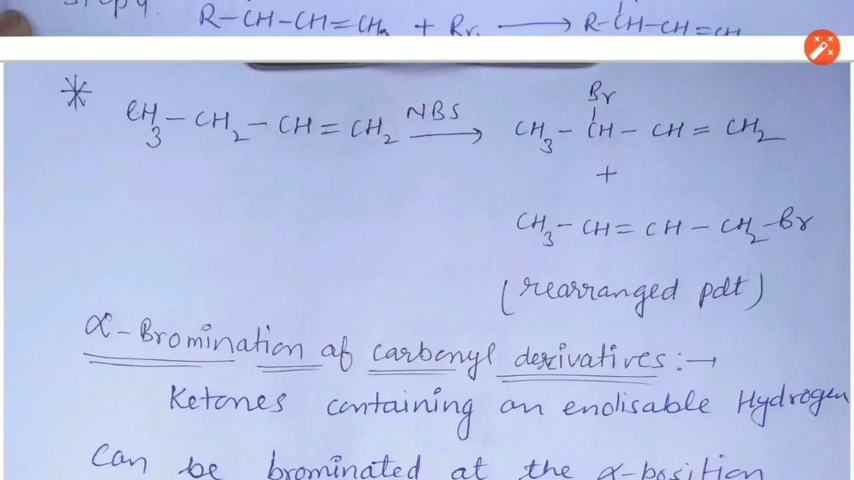 R-CH-CH=CH₂ + Br. ⟶ R-CH-CH=CH
* CH₃-CH₂-CH=CH₂ NBS⟶ CH₃-CH-CH=CH₂
Br
+
CH₃-CH=CH-CH₂-Br
(rearranged pdt)
α-Bromination of carbonyl derivatives:→
Ketones containing an enolisable Hydrogen
can be brominated at the α-position